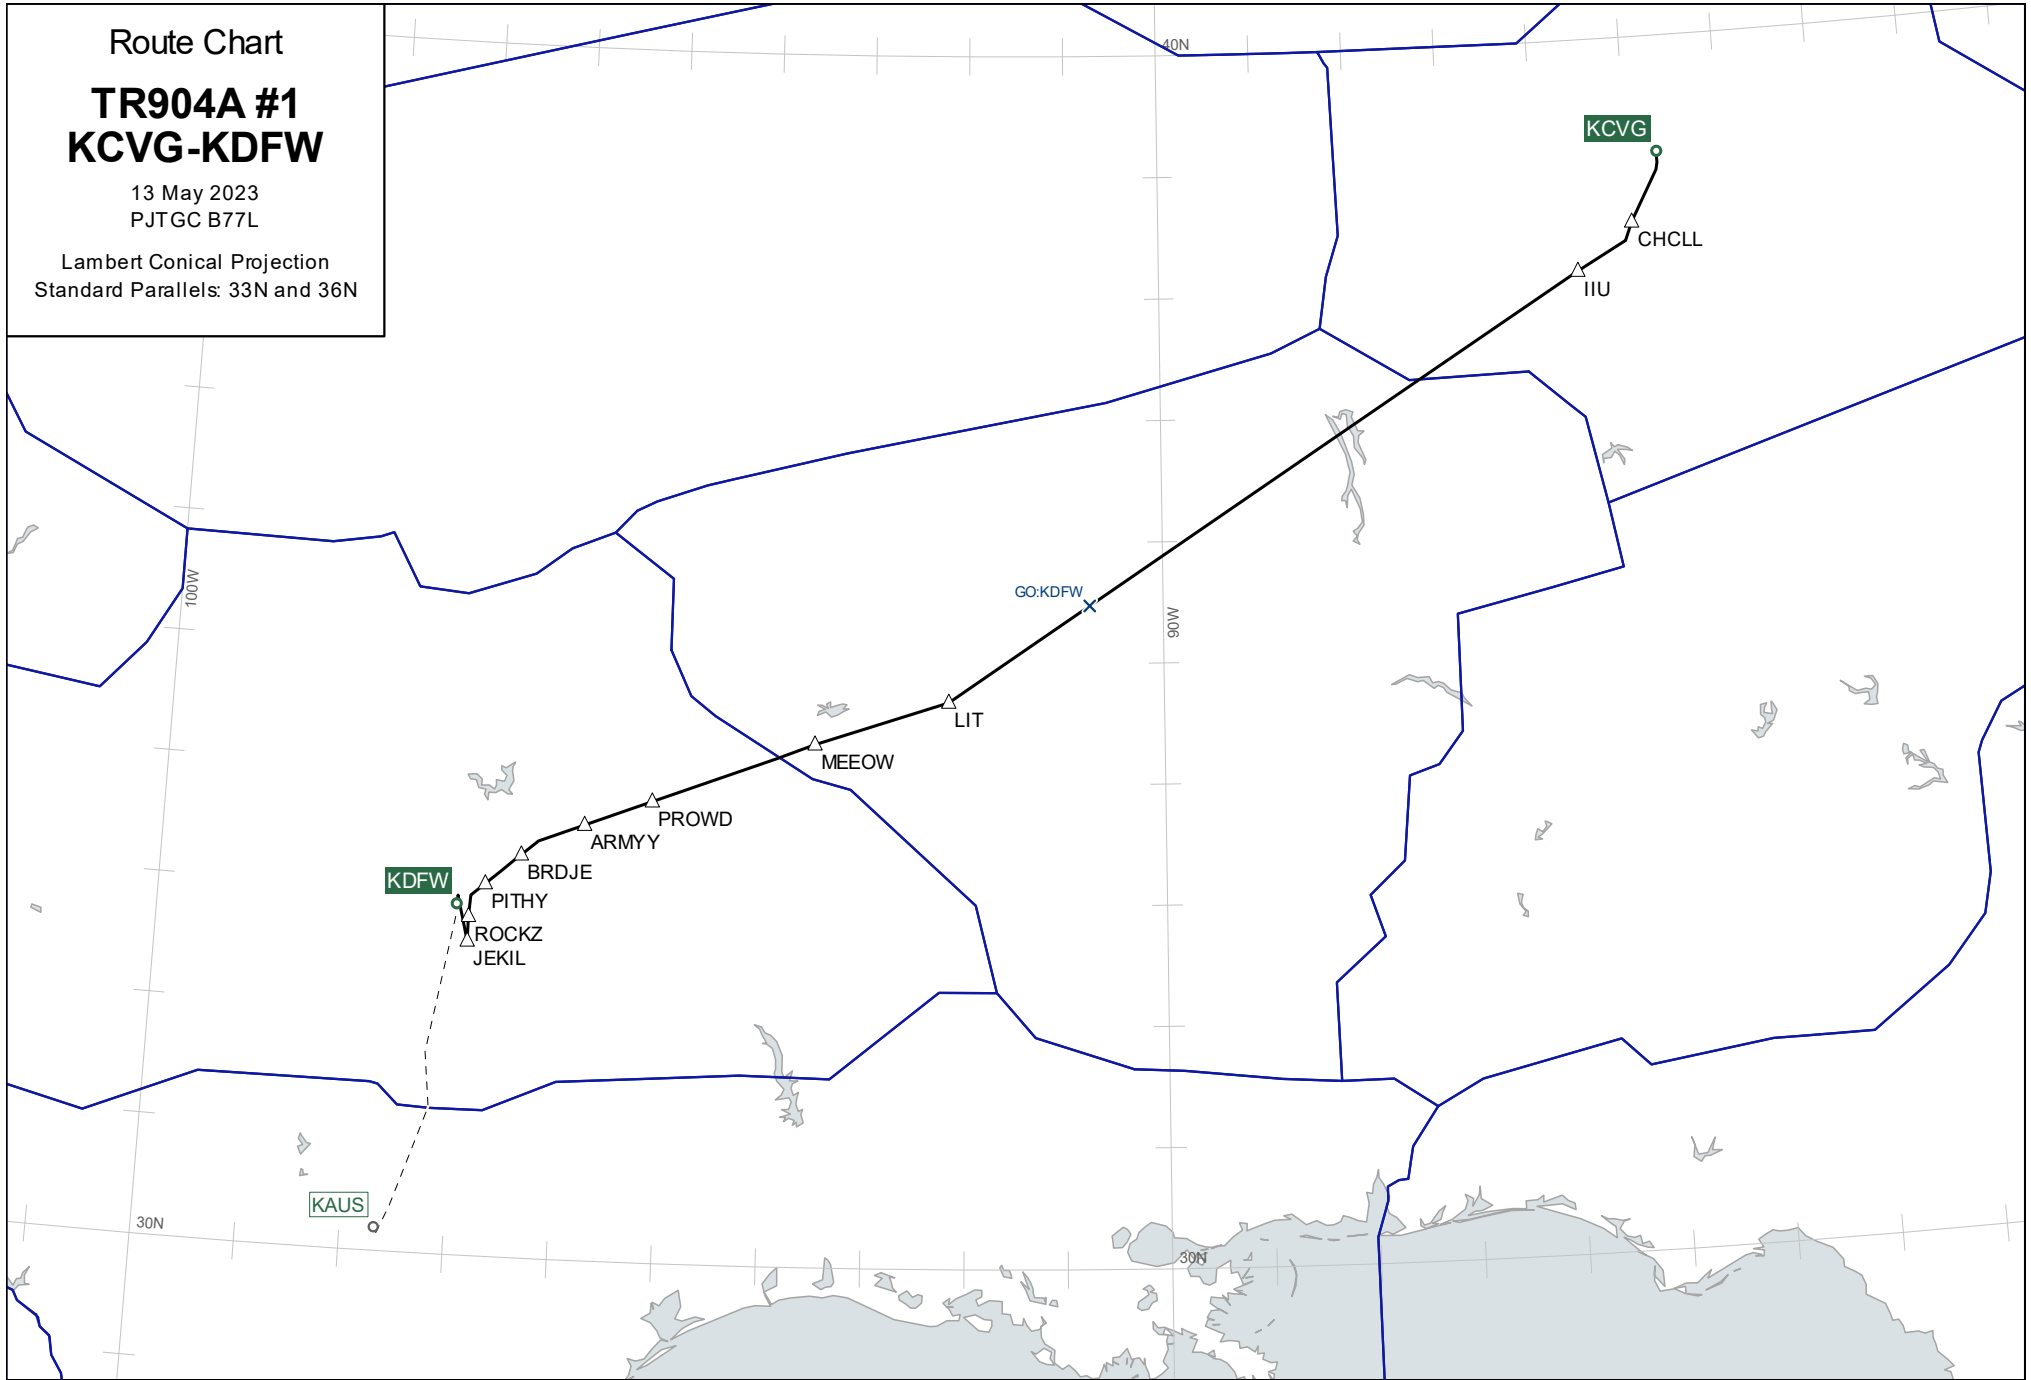 Route Chart
TR904A #1
KCVG-KDFW
13 May 2023
PJTGC B77L
Lambert Conical Projection
Standard Parallels: 33N and 36N
40N
KCVG
CHCLL
IIU
100W
GO:KDFW
90W
LIT
MEEOW
PROWD
ARMYY
BRDJE
KDFW
PITHY
ROCKZ
JEKIL
KAUS
30N
30N